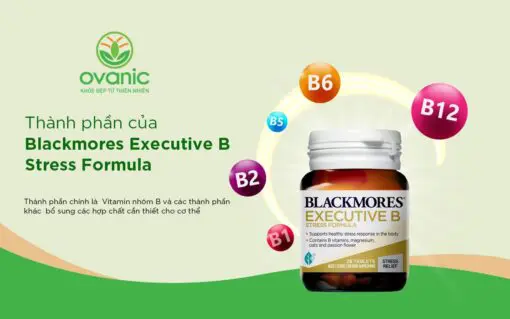 ovanic
KHỎE ĐẸP TỪ THIÊN NHIÊN
Thành phần của
Blackmores Executive B
Stress Formula
Thành phần chính là Vitamin nhóm B và các thành phần
khác bổ sung các hợp chất cần thiết cho cơ thể
B6
B12
B5
B2
B1
BLACKMORES
EXECUTIVE B
STRESS FORMULA
• Supports healthy stress response in the body
• Contains B vitamins, magnesium,
oats and passion flower
28 TABLETS
STRESS
RELIEF